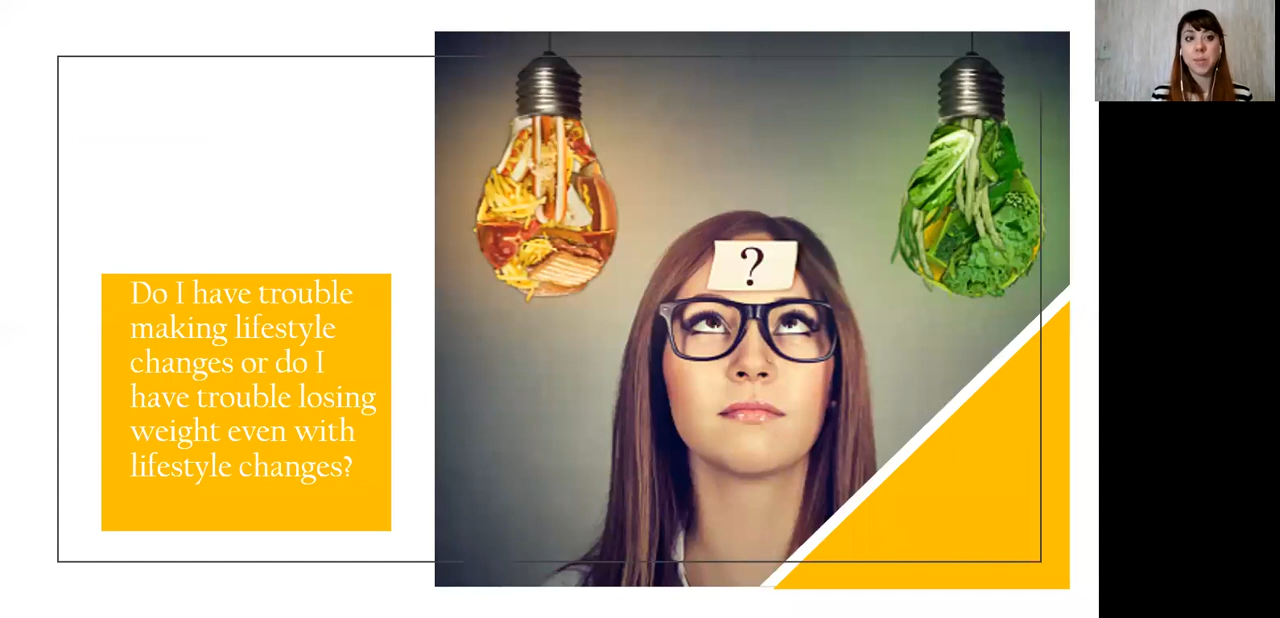 Do I have trouble
making lifestyle
changes or do I
have trouble losing
weight even with
lifestyle changes?
?